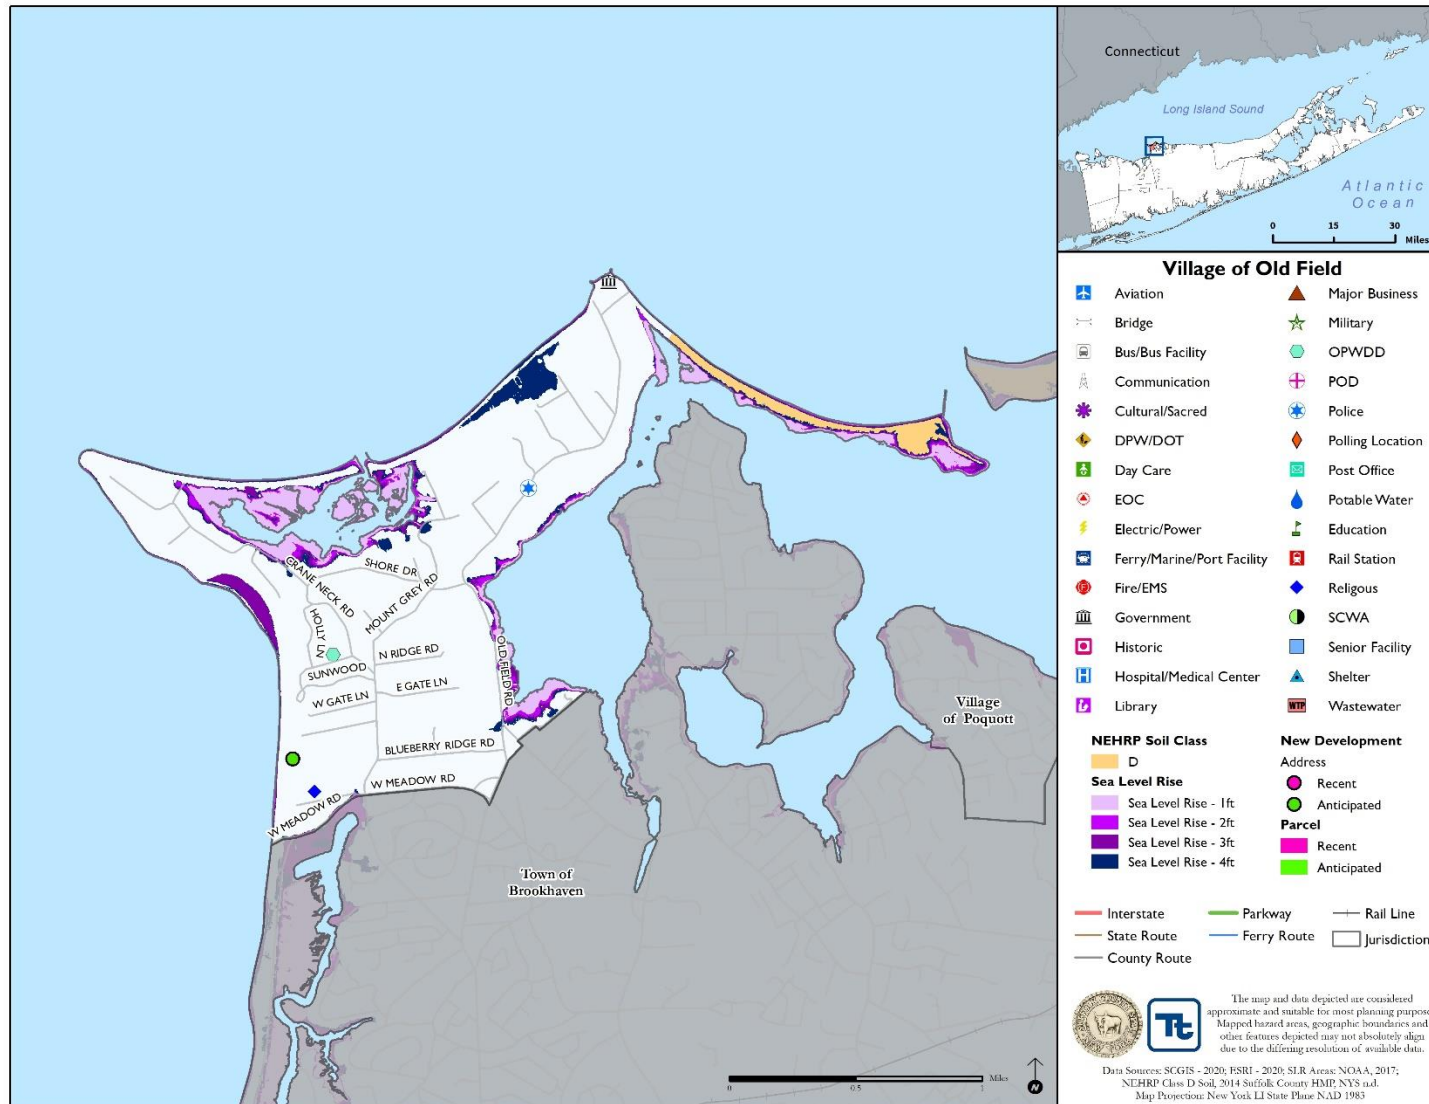 Connecticut
Long Island Sound
Atlantic
Ocean
0 15 30
Miles
CRANE NECK RD
SHORE DR
MOUNT GREY RD
HOLLY LN
SUNWOOD
N RIDGE RD
OLD FIELD RD
W GATE LN
E GATE LN
BLUEBERRY RIDGE RD
W MEADOW RD
W MEADOW RD
Village
of Poquott
Town of
Brookhaven
0 0.5 1
Miles
N
Village of Old Field
Aviation
Bridge
Bus/Bus Facility
Communication
Cultural/Sacred
DPW/DOT
Day Care
EOC
Electric/Power
Ferry/Marine/Port Facility
Fire/EMS
Government
Historic
Hospital/Medical Center
Library
Major Business
Military
OPWDD
POD
Police
Polling Location
Post Office
Potable Water
Education
Rail Station
Religous
SCWA
Senior Facility
Shelter
WTP Wastewater
NEHRP Soil Class
D
Sea Level Rise
Sea Level Rise - 1ft
Sea Level Rise - 2ft
Sea Level Rise - 3ft
Sea Level Rise - 4ft
New Development
Address
Recent
Anticipated
Parcel
Recent
Anticipated
Interstate
State Route
County Route
Parkway
Ferry Route
Rail Line
Jurisdiction
Tt
The map and data depicted are considered
approximate and suitable for most planning purpose
Mapped hazard areas, geographic boundaries and
other features depicted may not absolutely align
due to the differing resolution of available data.
Data Sources: SCGIS - 2020; ESRI - 2020; SLR Areas: NOAA, 2017;
NEHRP Class D Soil, 2014 Suffolk County HMP, NYS n.d.
Map Projection: New York LI State Plane NAD 1983